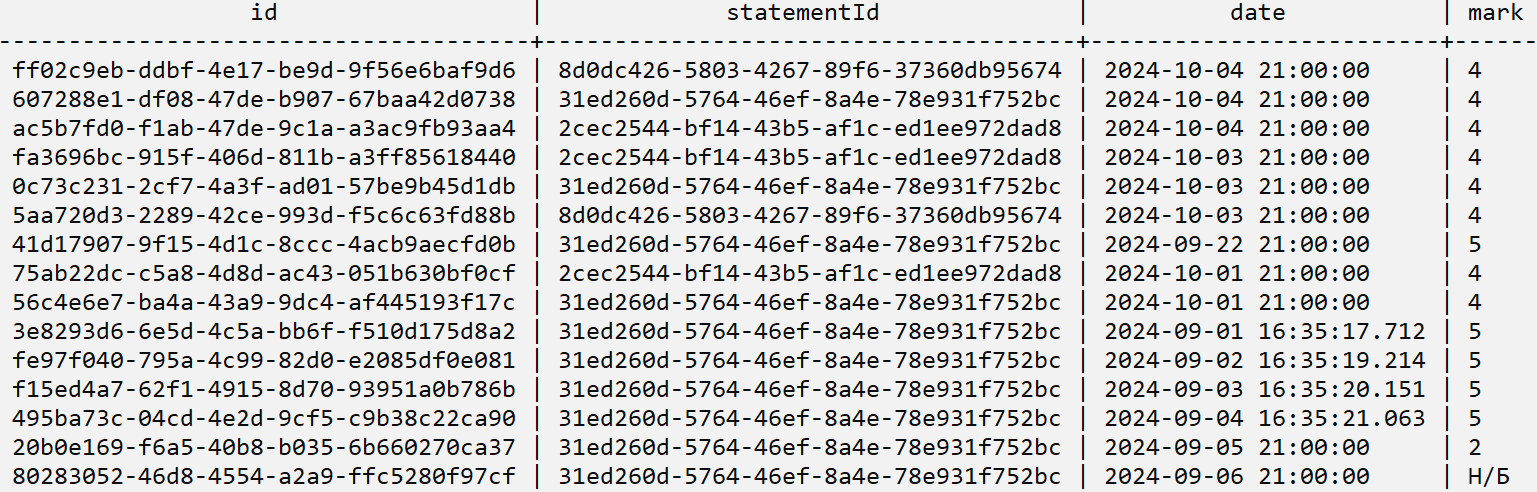 id | statementId | date | mark
--------------------------------------+--------------------------------------+-------------------------+------
ff02c9eb-ddbf-4e17-be9d-9f56e6baf9d6 | 8d0dc426-5803-4267-89f6-37360db95674 | 2024-10-04 21:00:00 | 4
607288e1-df08-47de-b907-67baa42d0738 | 31ed260d-5764-46ef-8a4e-78e931f752bc | 2024-10-04 21:00:00 | 4
ac5b7fd0-f1ab-47de-9c1a-a3ac9fb93aa4 | 2cec2544-bf14-43b5-af1c-ed1ee972dad8 | 2024-10-04 21:00:00 | 4
fa3696bc-915f-406d-811b-a3ff85618440 | 2cec2544-bf14-43b5-af1c-ed1ee972dad8 | 2024-10-03 21:00:00 | 4
0c73c231-2cf7-4a3f-ad01-57be9b45d1db | 31ed260d-5764-46ef-8a4e-78e931f752bc | 2024-10-03 21:00:00 | 4
5aa720d3-2289-42ce-993d-f5c6c63fd88b | 8d0dc426-5803-4267-89f6-37360db95674 | 2024-10-03 21:00:00 | 4
41d17907-9f15-4d1c-8ccc-4acb9aecfd0b | 31ed260d-5764-46ef-8a4e-78e931f752bc | 2024-09-22 21:00:00 | 5
75ab22dc-c5a8-4d8d-ac43-051b630bf0cf | 2cec2544-bf14-43b5-af1c-ed1ee972dad8 | 2024-10-01 21:00:00 | 4
56c4e6e7-ba4a-43a9-9dc4-af445193f17c | 31ed260d-5764-46ef-8a4e-78e931f752bc | 2024-10-01 21:00:00 | 4
3e8293d6-6e5d-4c5a-bb6f-f510d175d8a2 | 31ed260d-5764-46ef-8a4e-78e931f752bc | 2024-09-01 16:35:17.712 | 5
fe97f040-795a-4c99-82d0-e2085df0e081 | 31ed260d-5764-46ef-8a4e-78e931f752bc | 2024-09-02 16:35:19.214 | 5
f15ed4a7-62f1-4915-8d70-93951a0b786b | 31ed260d-5764-46ef-8a4e-78e931f752bc | 2024-09-03 16:35:20.151 | 5
495ba73c-04cd-4e2d-9cf5-c9b38c22ca90 | 31ed260d-5764-46ef-8a4e-78e931f752bc | 2024-09-04 16:35:21.063 | 5
20b0e169-f6a5-40b8-b035-6b660270ca37 | 31ed260d-5764-46ef-8a4e-78e931f752bc | 2024-09-05 21:00:00 | 2
80283052-46d8-4554-a2a9-ffc5280f97cf | 31ed260d-5764-46ef-8a4e-78e931f752bc | 2024-09-06 21:00:00 | Н/Б